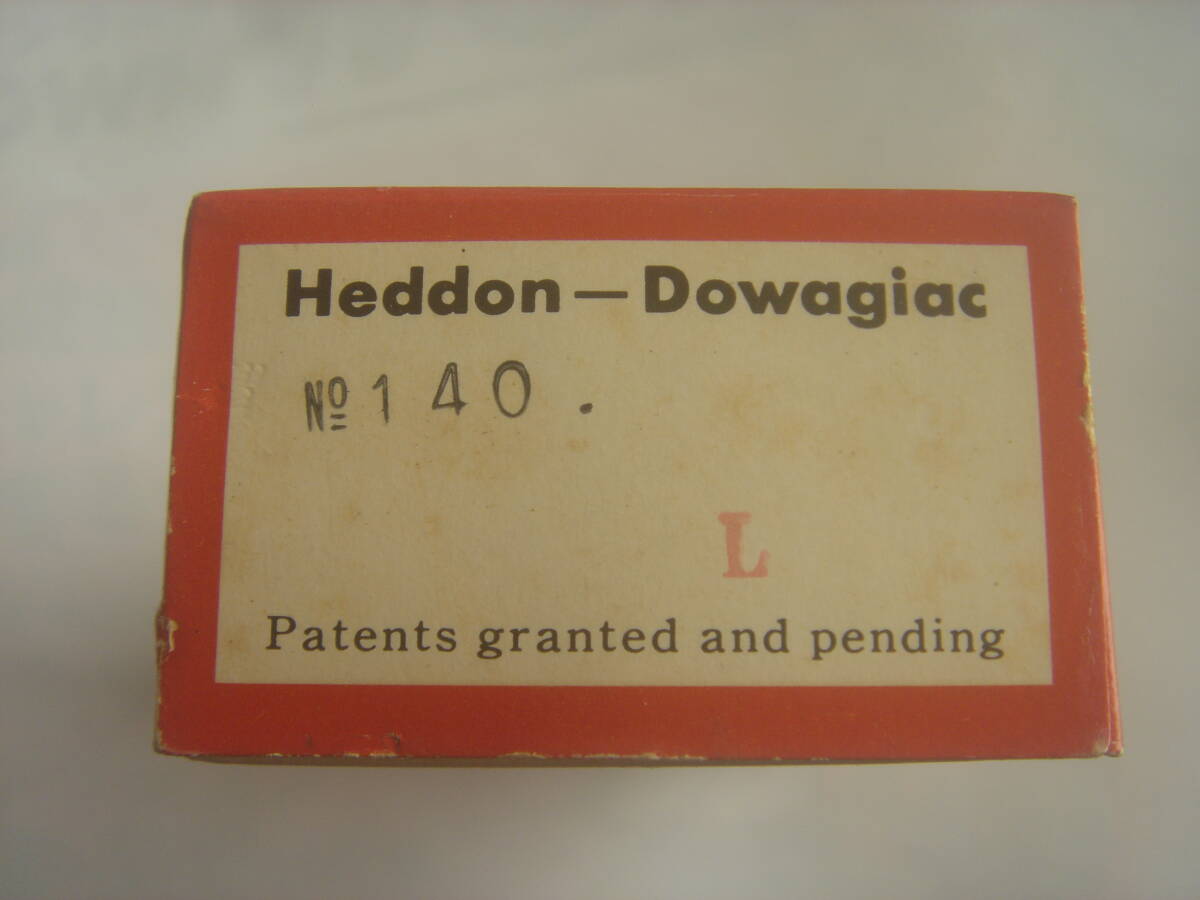 Heddon — Dowagiac
Nº 140.
L
Patents granted and pending